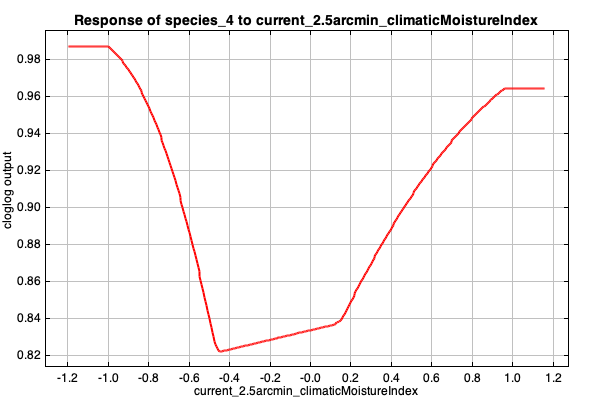 Response of species_4 to current_2.5arcmin_climaticMoistureIndex
cloglog output
0.98
0.96
0.94
0.92
0.90
0.88
0.86
0.84
0.82
-1.2 -1.0 -0.8 -0.6 -0.4 -0.2 -0.0 0.2 0.4 0.6 0.8 1.0 1.2
current_2.5arcmin_climaticMoistureIndex